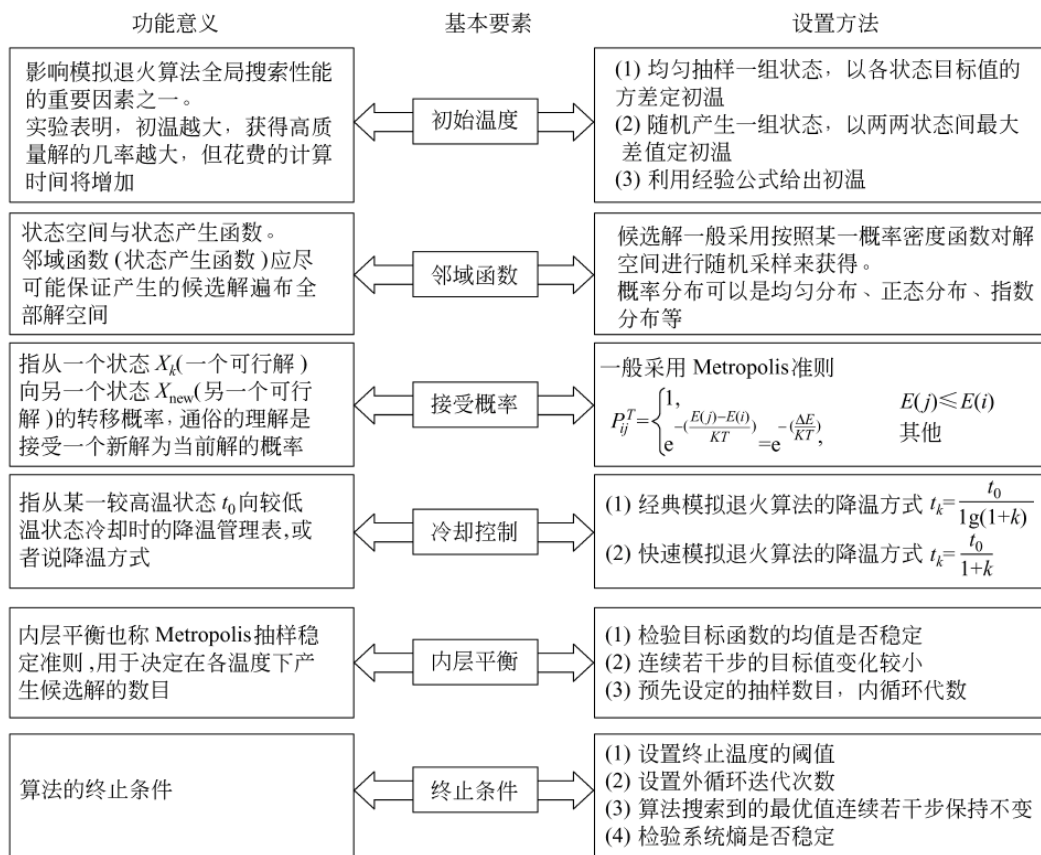 功能意义
基本要素
设置方法
影响模拟退火算法全局搜索性能
的重要因素之一。
实验表明，初温越大，获得高质
量解的几率越大，但花费的计算
时间将增加
初始温度
(1) 均匀抽样一组状态，以各状态目标值的
方差定初温
(2) 随机产生一组状态，以两两状态间最大
差值定初温
(3) 利用经验公式给出初温
状态空间与状态产生函数。
邻域函数(状态产生函数)应尽
可能保证产生的候选解遍布全
部解空间
邻域函数
候选解一般采用按照某一概率密度函数对解
空间进行随机采样来获得。
概率分布可以是均匀分布、正态分布、指数
分布等
指从一个状态 X_k(一个可行解)
向另一个状态 X_new(另一个可行
解)的转移概率，通俗的理解是
接受一个新解为当前解的概率
接受概率
一般采用 Metropolis准则
P_ij^T={1, E(j)≤E(i)
e^{-(\frac{E(j)-E(i)}{KT})}=e^{-(\frac{ΔE}{KT})}, 其他
指从某一较高温状态 t_0向较低
温状态冷却时的降温管理表,或
者说降温方式
冷却控制
(1) 经典模拟退火算法的降温方式 t_k=\frac{t_0}{1g(1+k)}
(2) 快速模拟退火算法的降温方式 t_k=\frac{t_0}{1+k}
内层平衡也称 Metropolis抽样稳
定准则,用于决定在各温度下产
生候选解的数目
内层平衡
(1) 检验目标函数的均值是否稳定
(2) 连续若干步的目标值变化较小
(3) 预先设定的抽样数目，内循环代数
算法的终止条件
终止条件
(1) 设置终止温度的阈值
(2) 设置外循环迭代次数
(3) 算法搜索到的最优值连续若干步保持不变
(4) 检验系统熵是否稳定